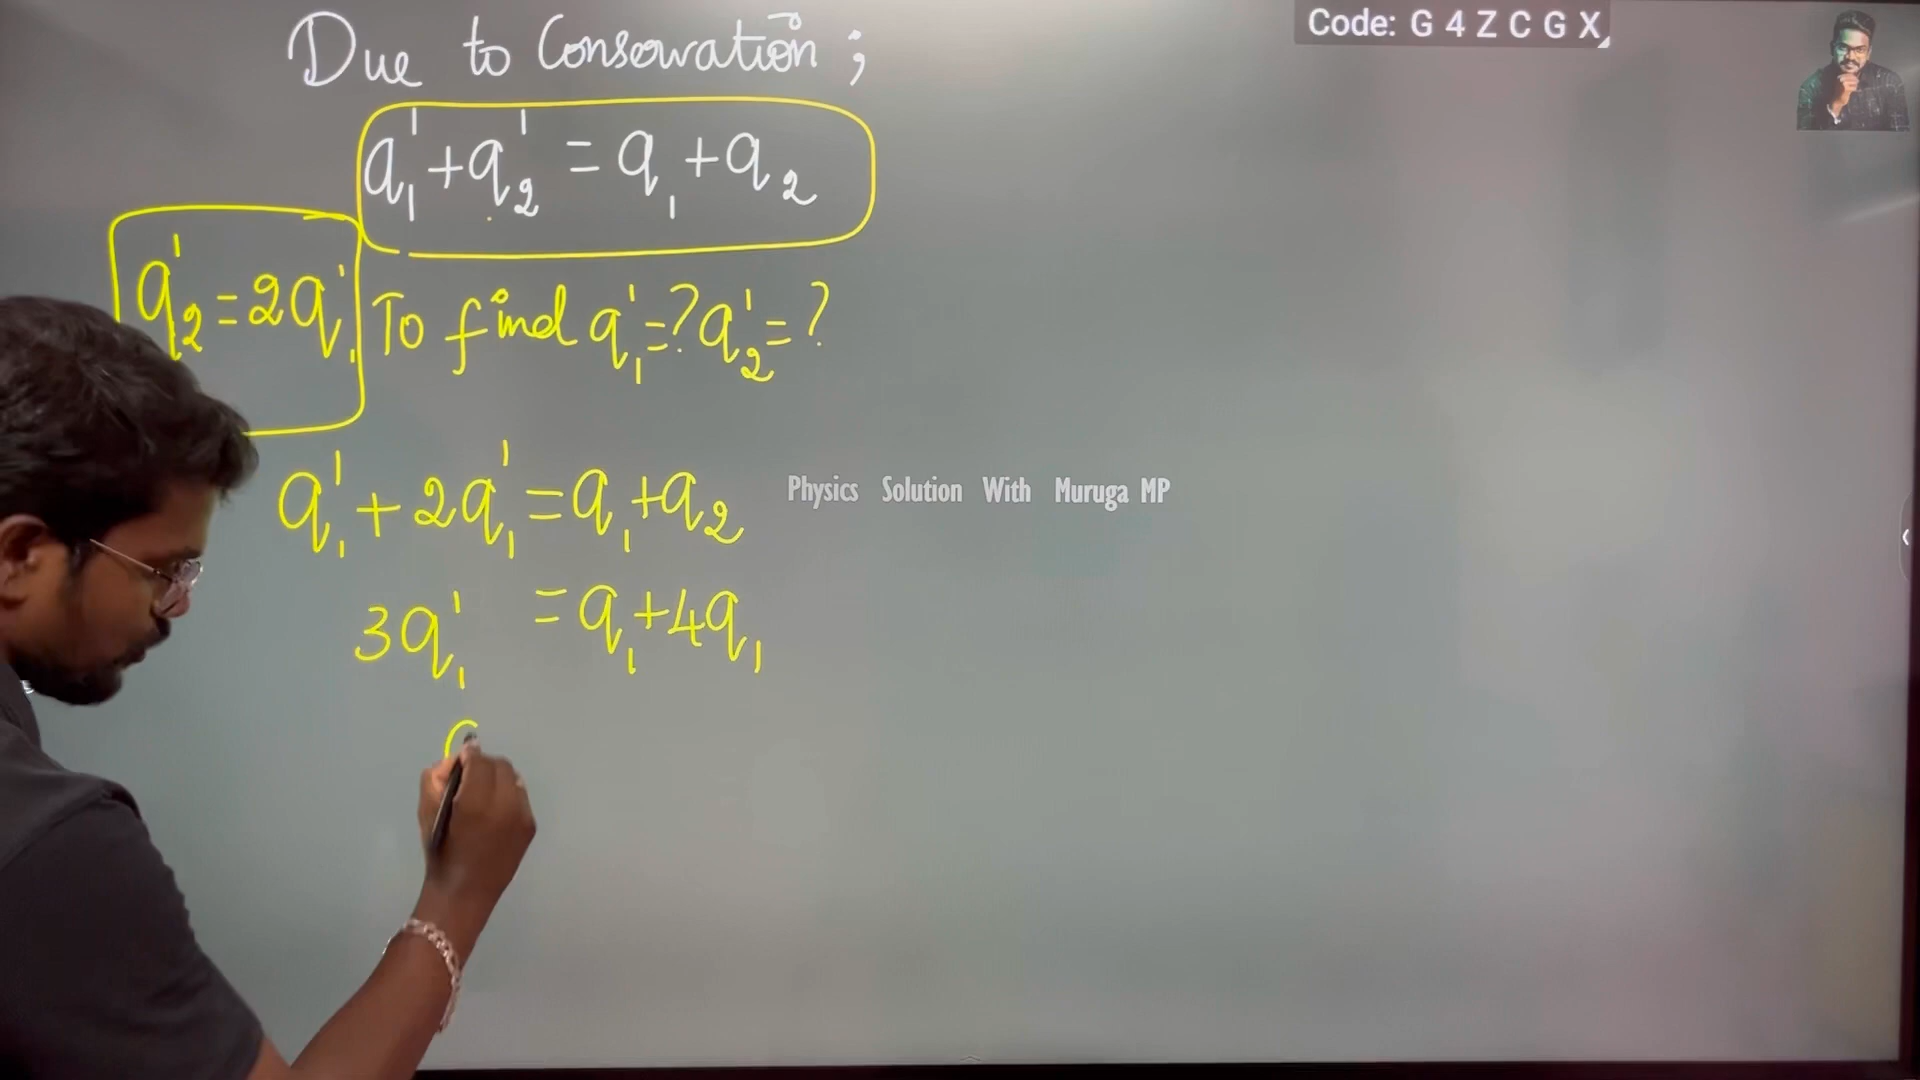 Due to Conservation ;
Code: G 4 Z C G X
q₁' + q₂' = q₁ + q₂
q₂' = 2q₁'
To find q₁' = ? q₂' = ?
q₁' + 2q₁' = q₁ + q₂
Physics Solution With Muruga MP
3q₁' = q₁ + 4q₁